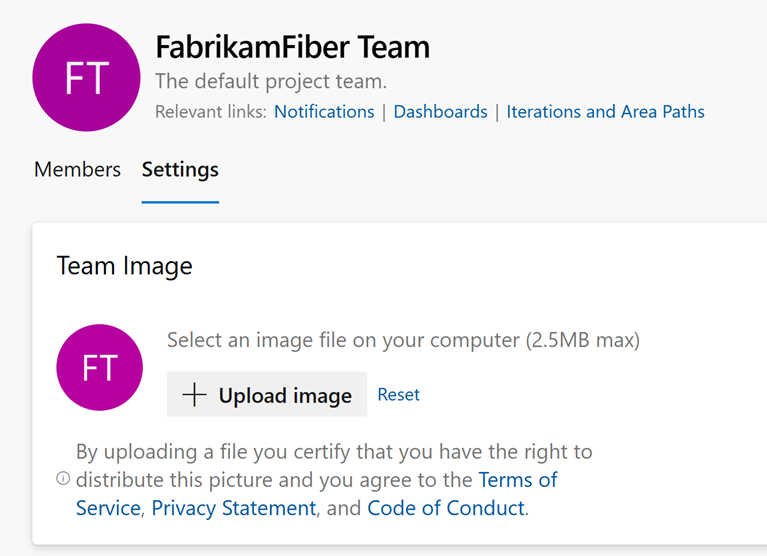 FT
FabrikamFiber Team
The default project team.
Relevant links: Notifications | Dashboards | Iterations and Area Paths
Members Settings
Team Image
FT
Select an image file on your computer (2.5MB max)
Upload image Reset
By uploading a file you certify that you have the right to
distribute this picture and you agree to the Terms of
Service, Privacy Statement, and Code of Conduct.